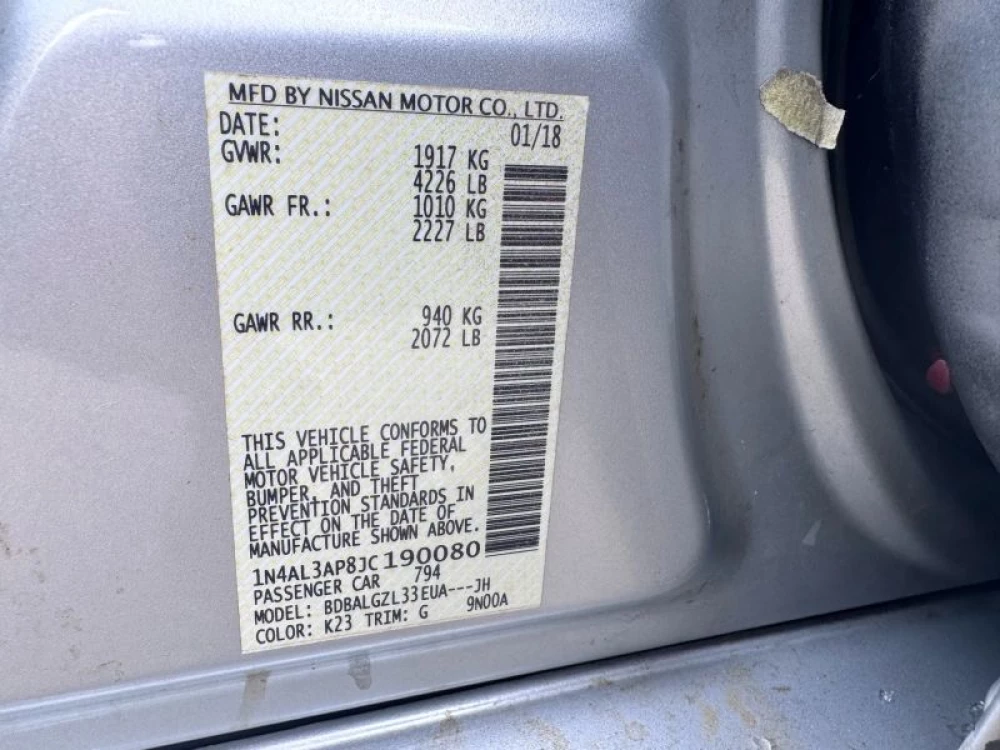 MFD BY NISSAN MOTOR CO., LTD.
DATE: 01/18
GVWR: 1917 KG
4226 LB
GAWR FR.: 1010 KG
2227 LB
GAWR RR.: 940 KG
2072 LB
THIS VEHICLE CONFORMS TO
ALL APPLICABLE FEDERAL
MOTOR VEHICLE SAFETY,
BUMPER, AND THEFT
PREVENTION STANDARDS IN
EFFECT ON THE DATE OF
MANUFACTURE SHOWN ABOVE.
1N4AL3AP8JC190080
PASSENGER CAR 794
MODEL: BDBALGZL33EUA---JH
COLOR: K23 TRIM: G 9N00A